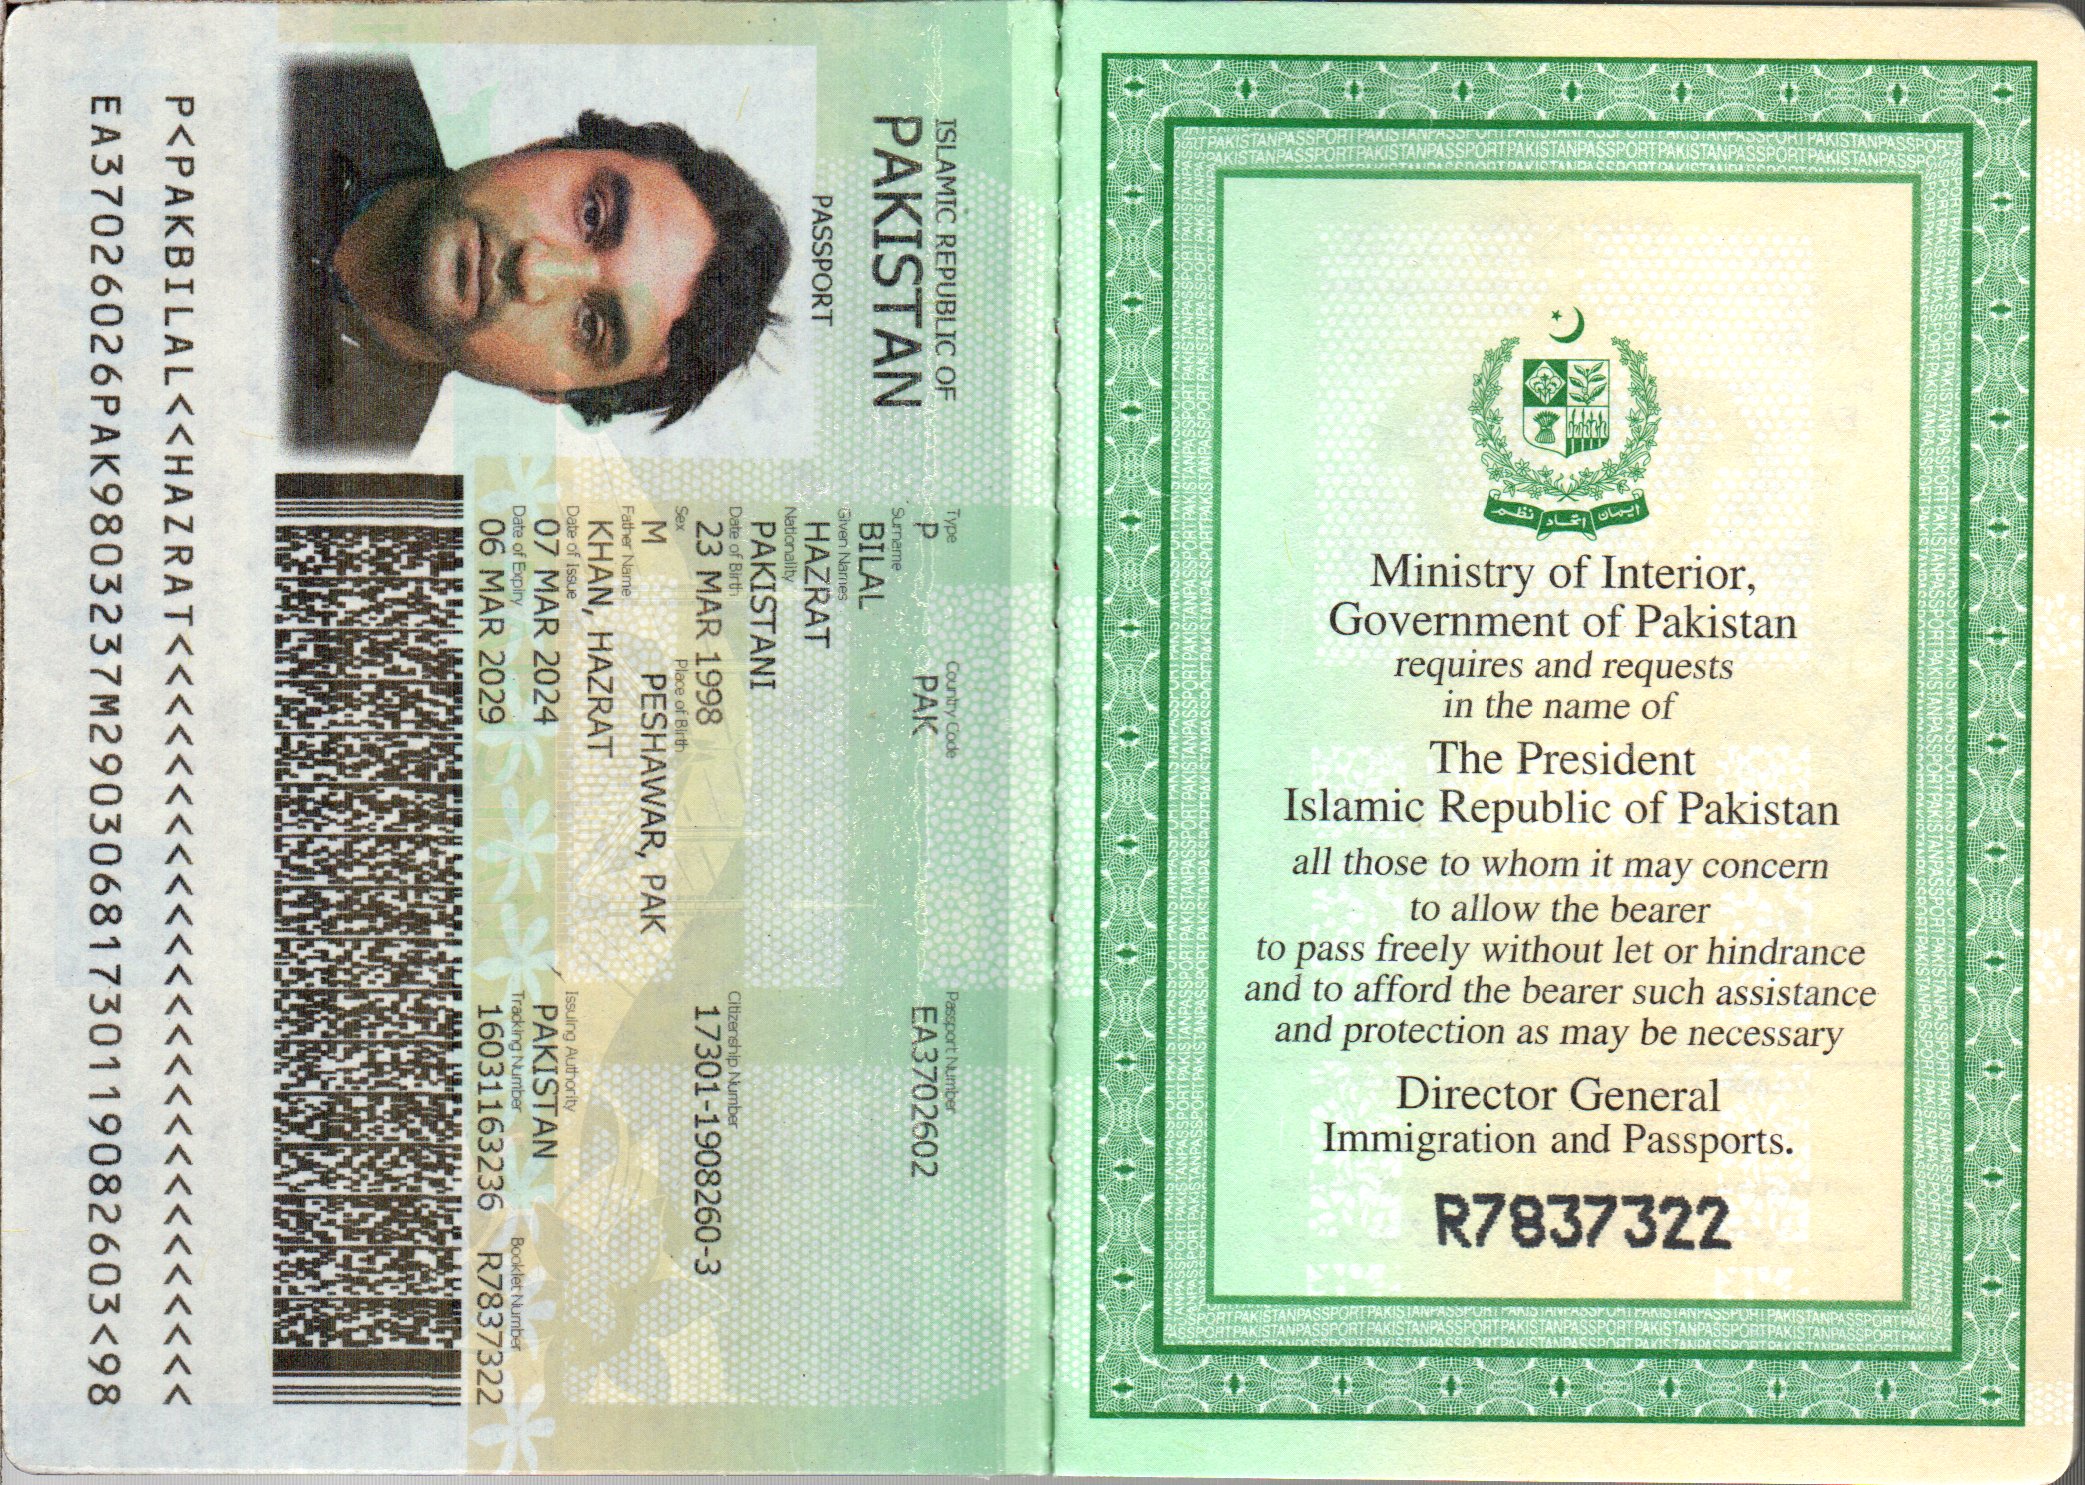 ISLAMIC REPUBLIC OF
PAKISTAN
PASSPORT
Type Country Code Passport Number
P PAK EA3702602
Surname
BILAL
Given Names
HAZRAT
Nationality
PAKISTANI
Date of Birth Citizenship Number
23 MAR 1998 17301-1908260-3
Sex Place of Birth
M PESHAWAR, PAK
Father Name
KHAN, HAZRAT
Date of Issue Issuing Authority
07 MAR 2024 PAKISTAN
Date of Expiry Tracking Number Booklet Number
06 MAR 2029 16031163236 R7837322
P<PAKBILAL<<HAZRAT<<<<<<<<<<<<<<<<<<<<<<<<<<
EA37026026PAK9803237M29030681730119082603<98
ایمان اتحاد نظم
Ministry of Interior,
Government of Pakistan
requires and requests
in the name of
The President
Islamic Republic of Pakistan
all those to whom it may concern
to allow the bearer
to pass freely without let or hindrance
and to afford the bearer such assistance
and protection as may be necessary
Director General
Immigration and Passports.
R7837322